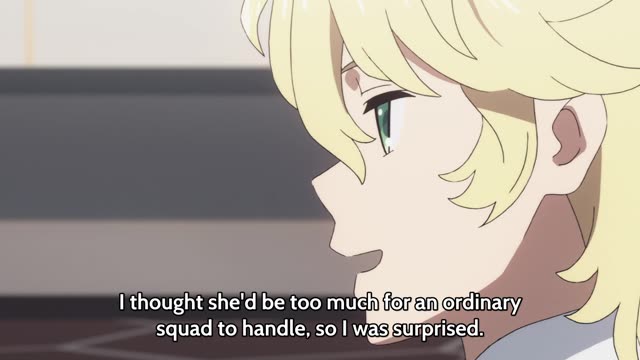 I thought she'd be too much for an ordinary
squad to handle, so I was surprised.